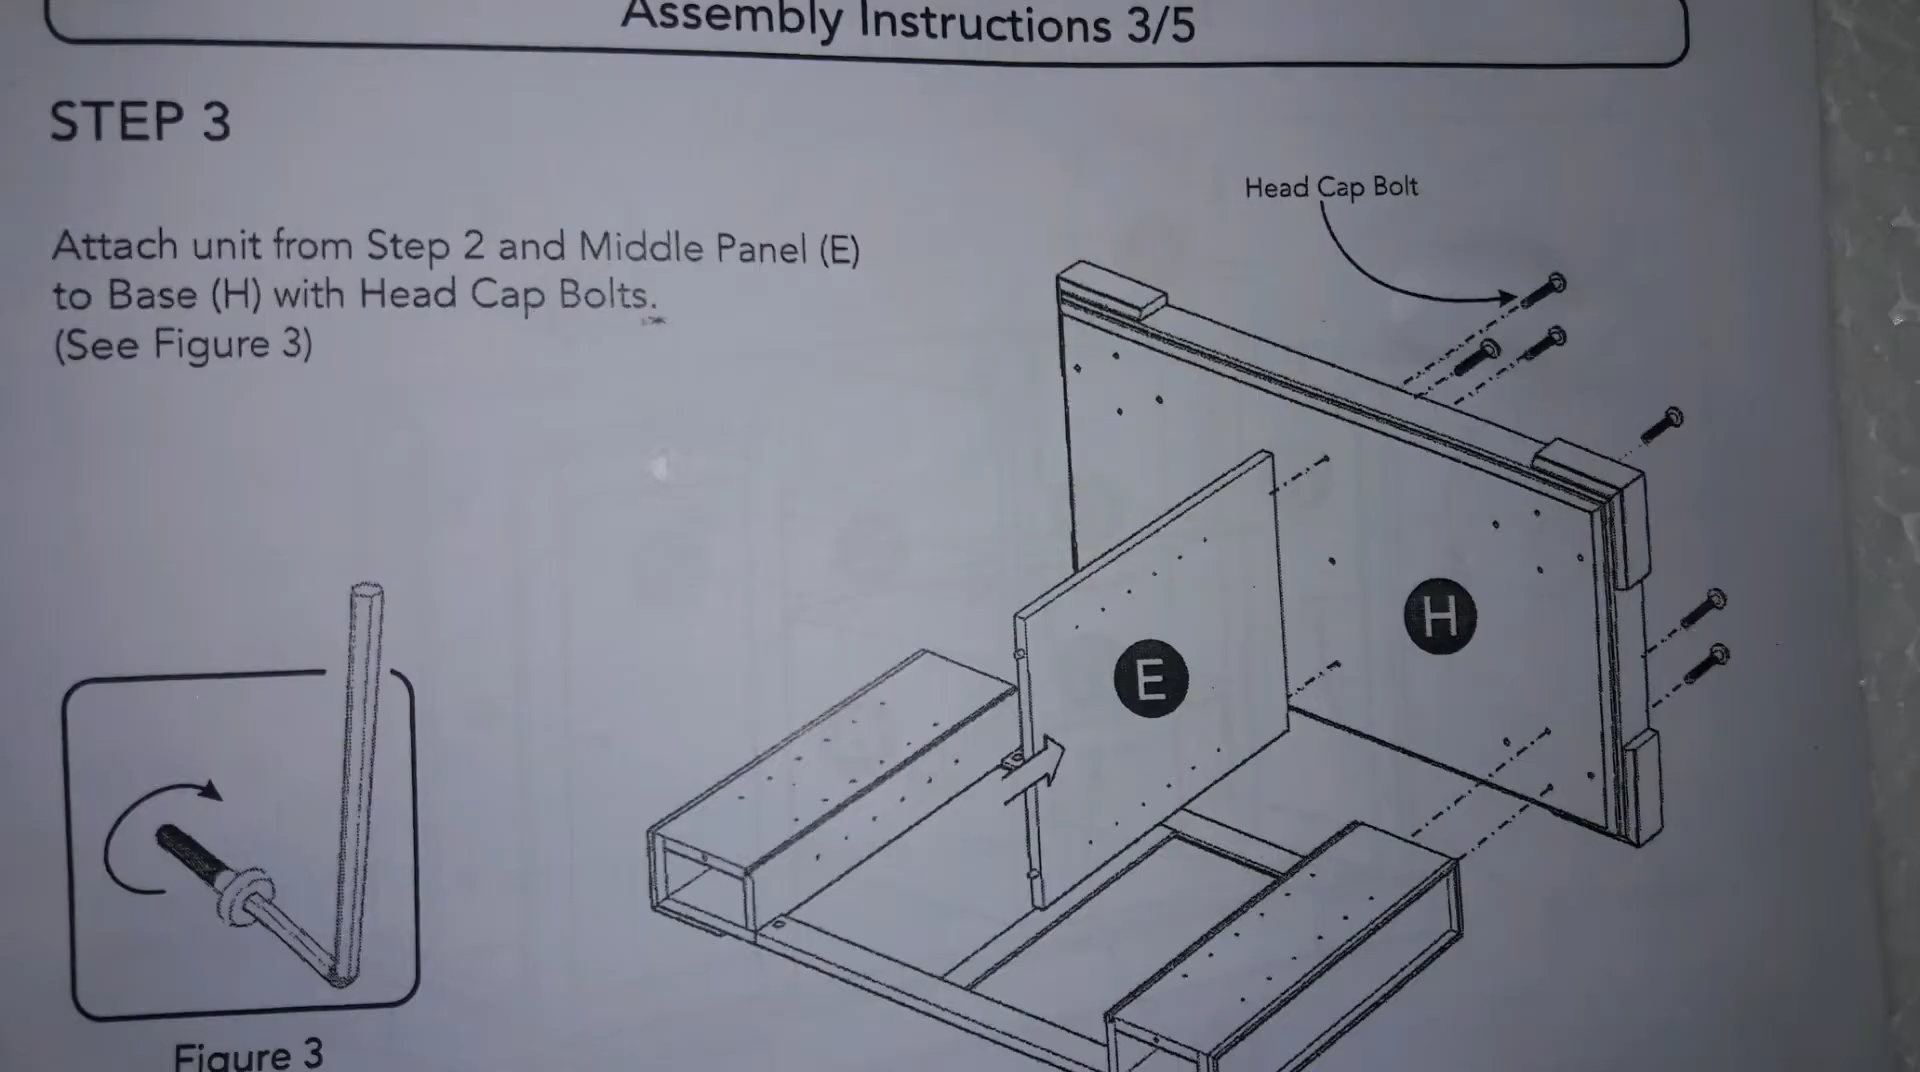 Assembly Instructions 3/5
STEP 3
Attach unit from Step 2 and Middle Panel (E)
to Base (H) with Head Cap Bolts.
(See Figure 3)
Head Cap Bolt
H
E
Figure 3